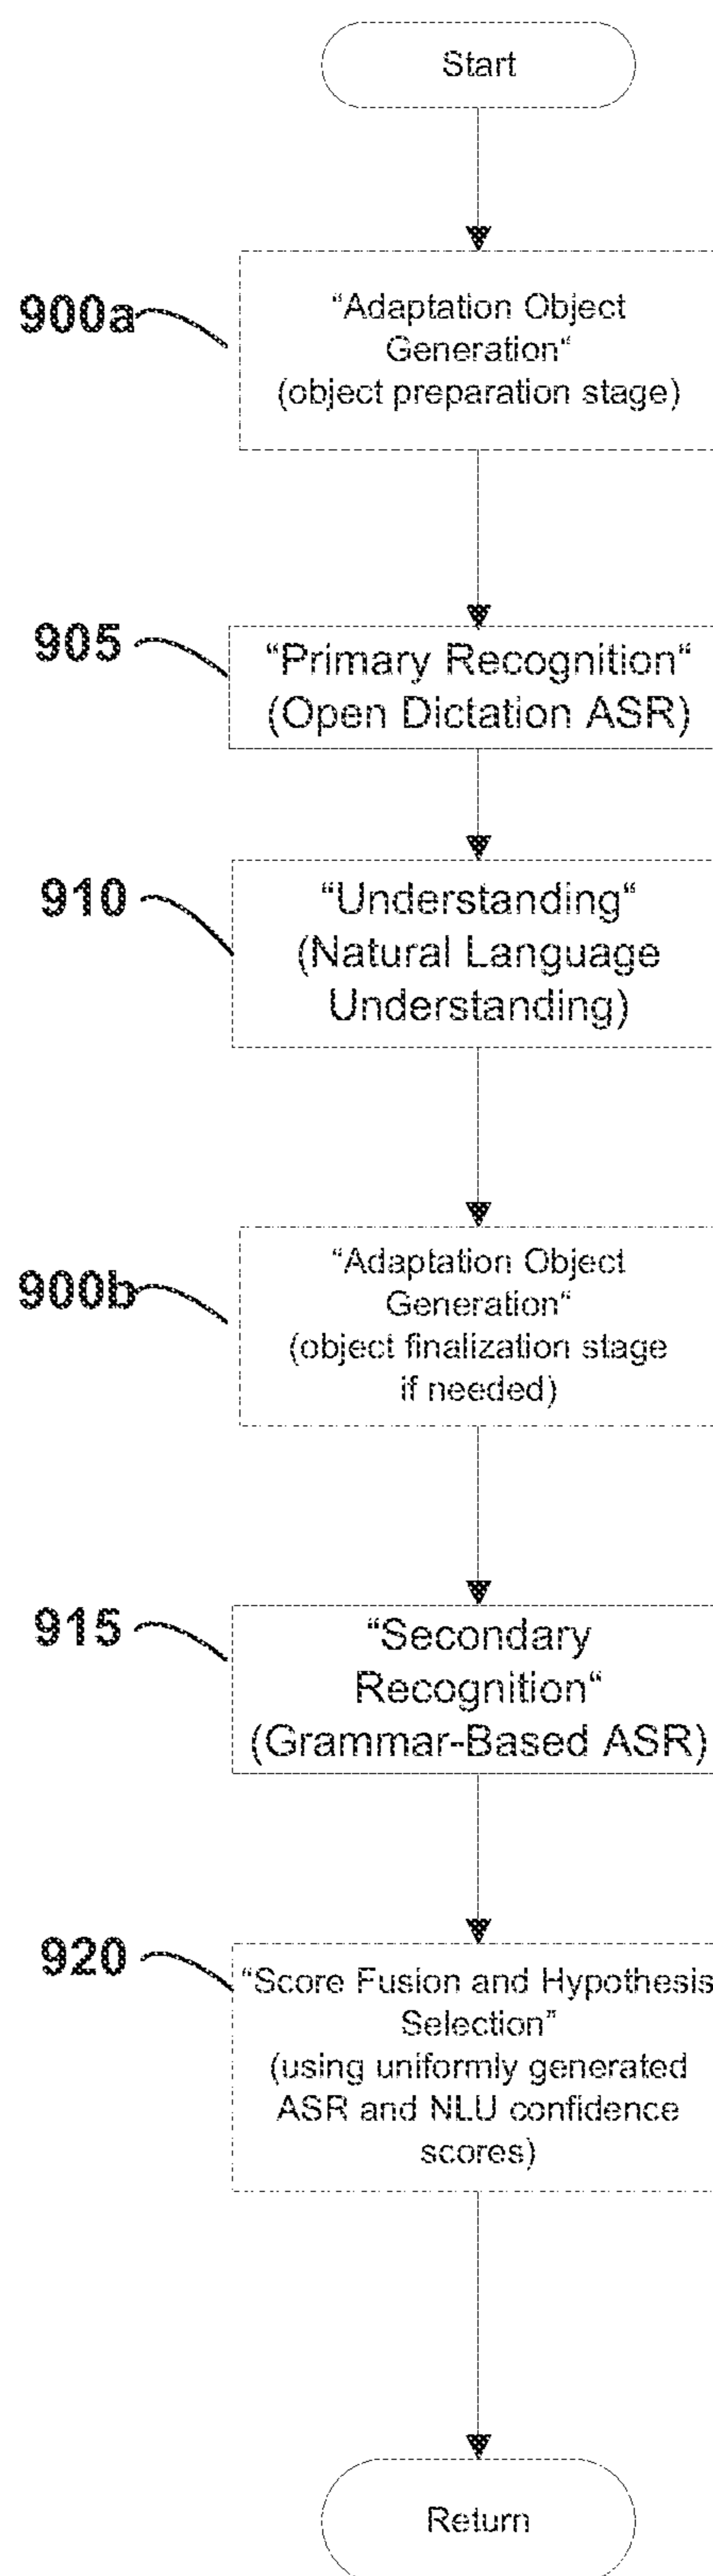 Start
900a
“Adaptation Object
Generation“
(object preparation stage)
905
“Primary Recognition“
(Open Dictation ASR)
910
“Understanding“
(Natural Language
Understanding)
900b
“Adaptation Object
Generation“
(object finalization stage
if needed)
915
“Secondary
Recognition“
(Grammar-Based ASR)
920
“Score Fusion and Hypothesis
Selection”
(using uniformly generated
ASR and NLU confidence
scores)
Return